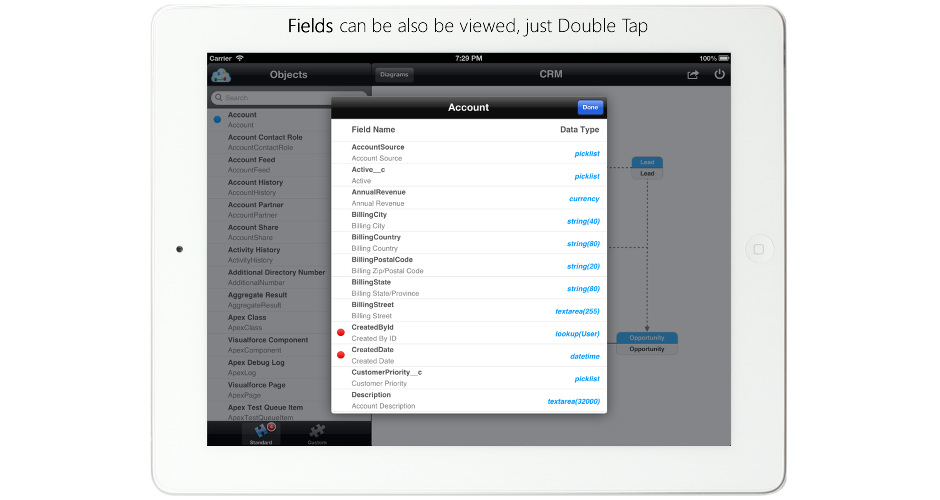 Fields can be also be viewed, just Double Tap
Carrier 7:29 PM 100%
Objects
Diagrams
CRM
Search
Account
Account
Account Contact Role
AccountContactRole
Account Feed
AccountFeed
Account History
AccountHistory
Account Partner
AccountPartner
Account Share
AccountShare
Activity History
ActivityHistory
Additional Directory Number
AdditionalNumber
Aggregate Result
AggregateResult
Apex Class
ApexClass
Visualforce Component
ApexComponent
Apex Debug Log
ApexLog
Visualforce Page
ApexPage
Apex Test Queue Item
ApexTestQueueItem
Standard
Custom
Account
Done
Field Name Data Type
AccountSource
Account Source
picklist
Active__c
Active
picklist
AnnualRevenue
Annual Revenue
currency
BillingCity
Billing City
string(40)
BillingCountry
Billing Country
string(80)
BillingPostalCode
Billing Zip/Postal Code
string(20)
BillingState
Billing State/Province
string(80)
BillingStreet
Billing Street
textarea(255)
CreatedById
Created By ID
lookup(User)
CreatedDate
Created Date
datetime
CustomerPriority__c
Customer Priority
picklist
Description
Account Description
textarea(32000)
Lead
Lead
Opportunity
Opportunity